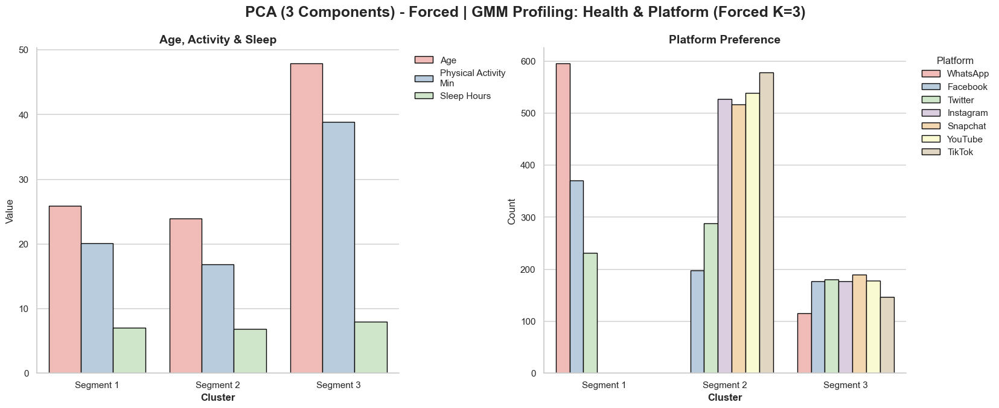 PCA (3 Components) - Forced | GMM Profiling: Health & Platform (Forced K=3)
Age, Activity & Sleep
Value
50
40
30
20
10
0
Segment 1
Segment 2
Segment 3
Cluster
Age
Physical Activity
Min
Sleep Hours
Platform Preference
Count
600
500
400
300
200
100
0
Segment 1
Segment 2
Segment 3
Cluster
Platform
WhatsApp
Facebook
Twitter
Instagram
Snapchat
YouTube
TikTok